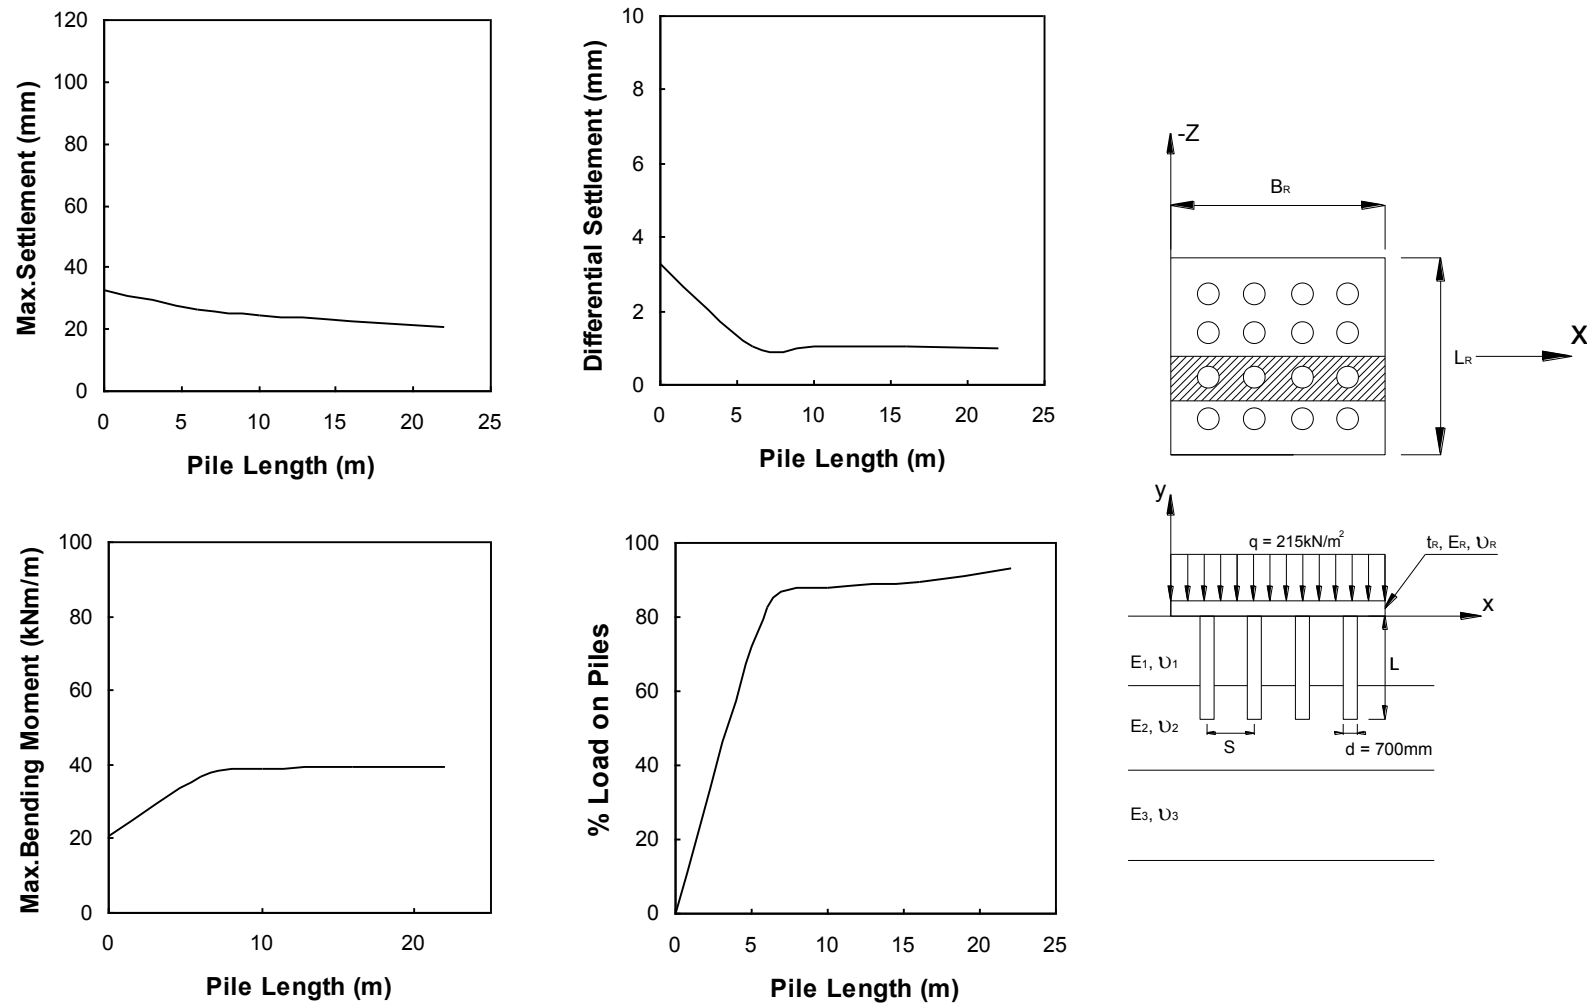 Max.Settlement (mm)
120
100
80
60
40
20
0
0 5 10 15 20 25
Pile Length (m)
Differential Settlement (mm)
10
8
6
4
2
0
0 5 10 15 20 25
Pile Length (m)
-Z
BR
LR
X
Max.Bending Moment (kNm/m)
100
80
60
40
20
0
0 10 20
Pile Length (m)
% Load on Piles
100
80
60
40
20
0
0 5 10 15 20 25
Pile Length (m)
y
q = 215kN/m²
tR, ER, υR
x
E1, υ1
L
E2, υ2
S
d = 700mm
E3, υ3